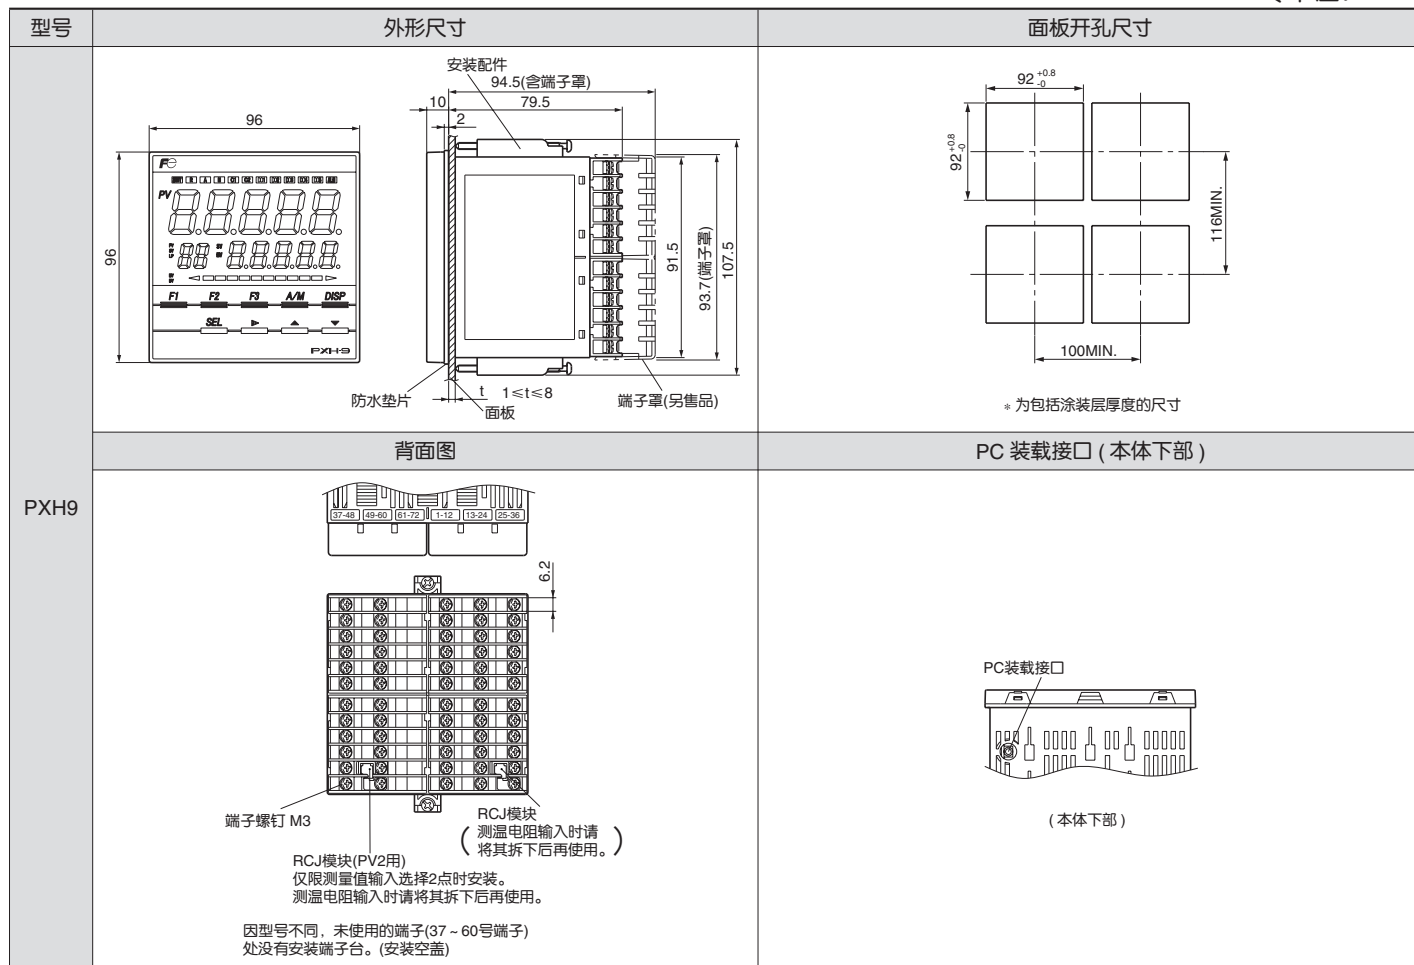 型号
外形尺寸
面板开孔尺寸
安装配件
94.5(含端子罩)
10
79.5
2
96
96
Fe
PV
F1 F2 F3 A/M DISP
SEL
PXH-9
91.5
93.7(端子罩)
107.5
防水垫片
t 1≤t≤8
面板
端子罩(另售品)
92 +0.8 -0
92 +0.8 -0
116MIN.
100MIN.
* 为包括涂装层厚度的尺寸
PXH9
背面图
PC 装载接口 ( 本体下部 )
37-48 49-60 61-72 1-12 13-24 25-36
6.2
端子螺钉 M3
RCJ模块
测温电阻输入时请
将其拆下后再使用。
RCJ模块(PV2用)
仅限测量值输入选择2点时安装。
测温电阻输入时请将其拆下后再使用。
因型号不同，未使用的端子(37 ~ 60号端子)
处没有安装端子台。(安装空盖)
PC装载接口
( 本体下部 )